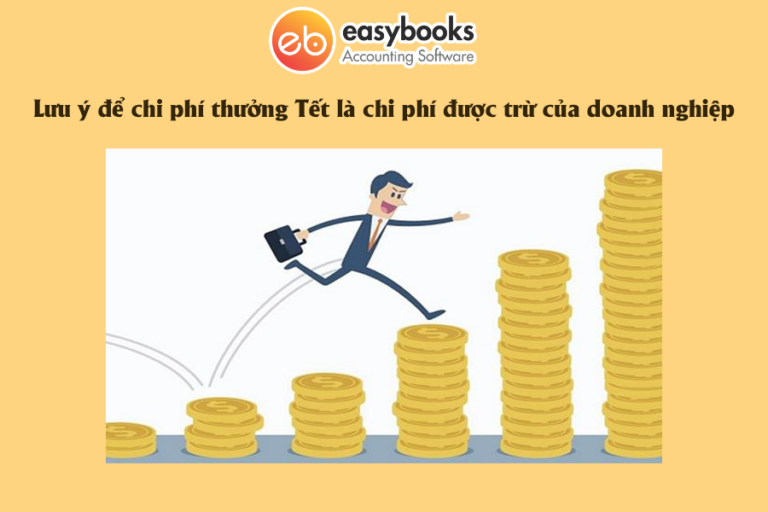 eb
easybooks
Accounting Software
Lưu ý để chi phí thưởng Tết là chi phí được trừ của doanh nghiệp